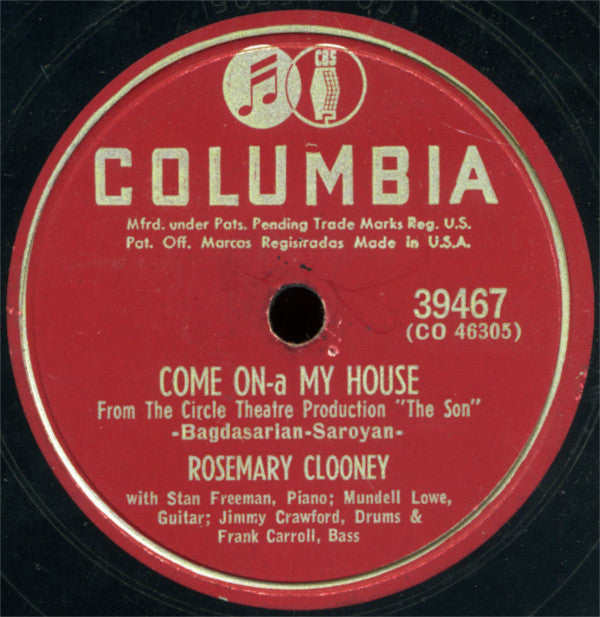 CBS
COLUMBIA
Mfrd. under Pats. Pending Trade Marks Reg. U.S.
Pat. Off. Marcas Registradas Made in U.S.A.
39467
(CO 46305)
COME ON-a MY HOUSE
From The Circle Theatre Production "The Son"
-Bagdasarian-Saroyan-
ROSEMARY CLOONEY
with Stan Freeman, Piano; Mundell Lowe,
Guitar; Jimmy Crawford, Drums &
Frank Carroll, Bass